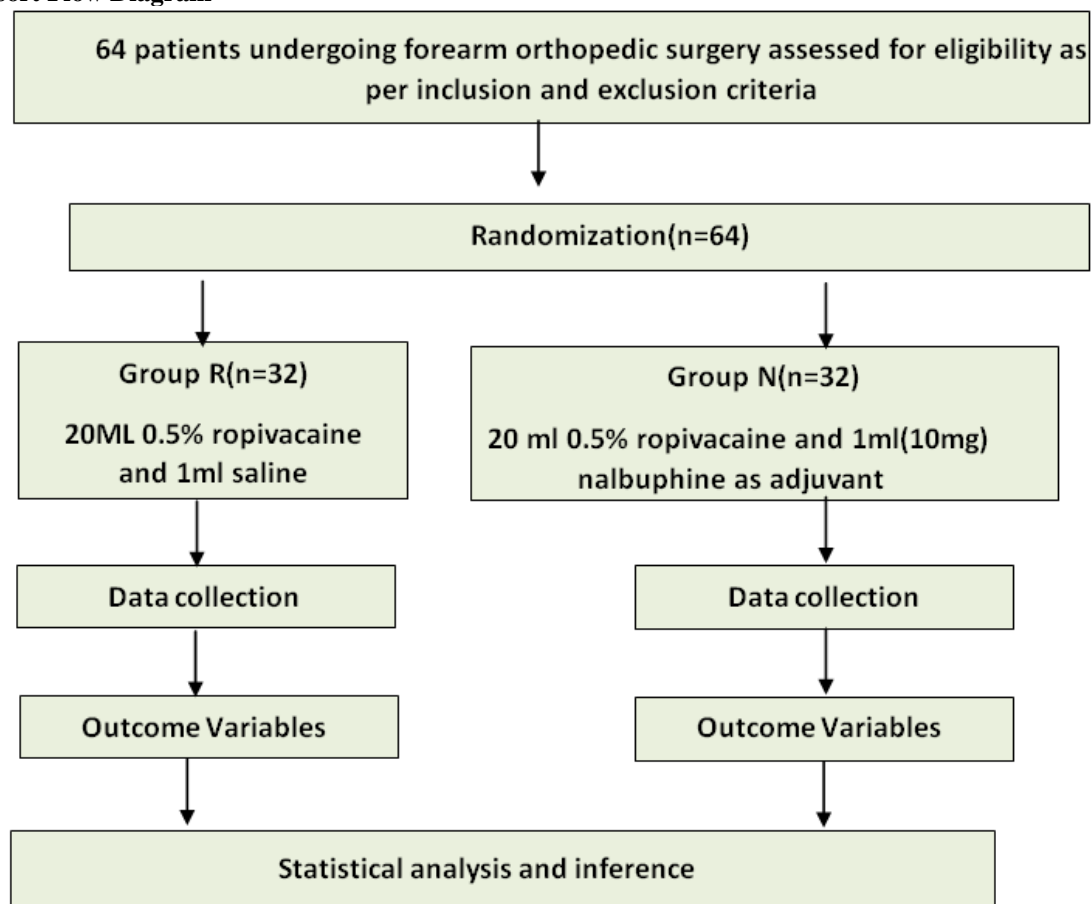 Flow Diagram
64 patients undergoing forearm orthopedic surgery assessed for eligibility as
per inclusion and exclusion criteria
Randomization(n=64)
Group R(n=32)
20ML 0.5% ropivacaine
and 1ml saline
Group N(n=32)
20 ml 0.5% ropivacaine and 1ml(10mg)
nalbuphine as adjuvant
Data collection
Data collection
Outcome Variables
Outcome Variables
Statistical analysis and inference